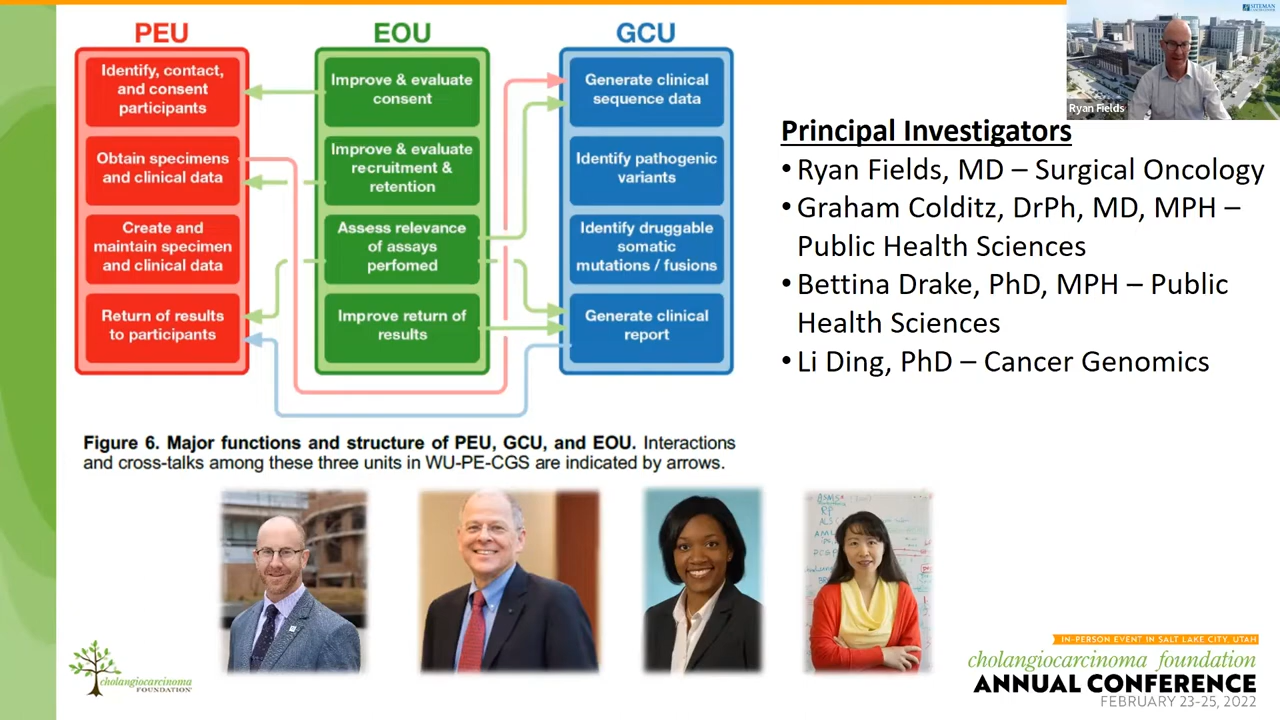 PEU
Identify, contact,
and consent
participants
Obtain specimens
and clinical data
Create and
maintain specimen
and clinical data
Return of results
to participants
EOU
Improve & evaluate
consent
Improve & evaluate
recruitment &
retention
Assess relevance
of assays
perfomed
Improve return of
results
GCU
Generate clinical
sequence data
Identify pathogenic
variants
Identify druggable
somatic
mutations / fusions
Generate clinical
report
SITEMAN
Ryan Fields
Principal Investigators
• Ryan Fields, MD – Surgical Oncology
• Graham Colditz, DrPh, MD, MPH –
Public Health Sciences
• Bettina Drake, PhD, MPH – Public
Health Sciences
• Li Ding, PhD – Cancer Genomics
Figure 6. Major functions and structure of PEU, GCU, and EOU. Interactions
and cross-talks among these three units in WU-PE-CGS are indicated by arrows.
cholangiocarcinoma
FOUNDATION
IN-PERSON EVENT IN SALT LAKE CITY, UTAH
cholangiocarcinoma foundation
ANNUAL CONFERENCE
FEBRUARY 23-25, 2022